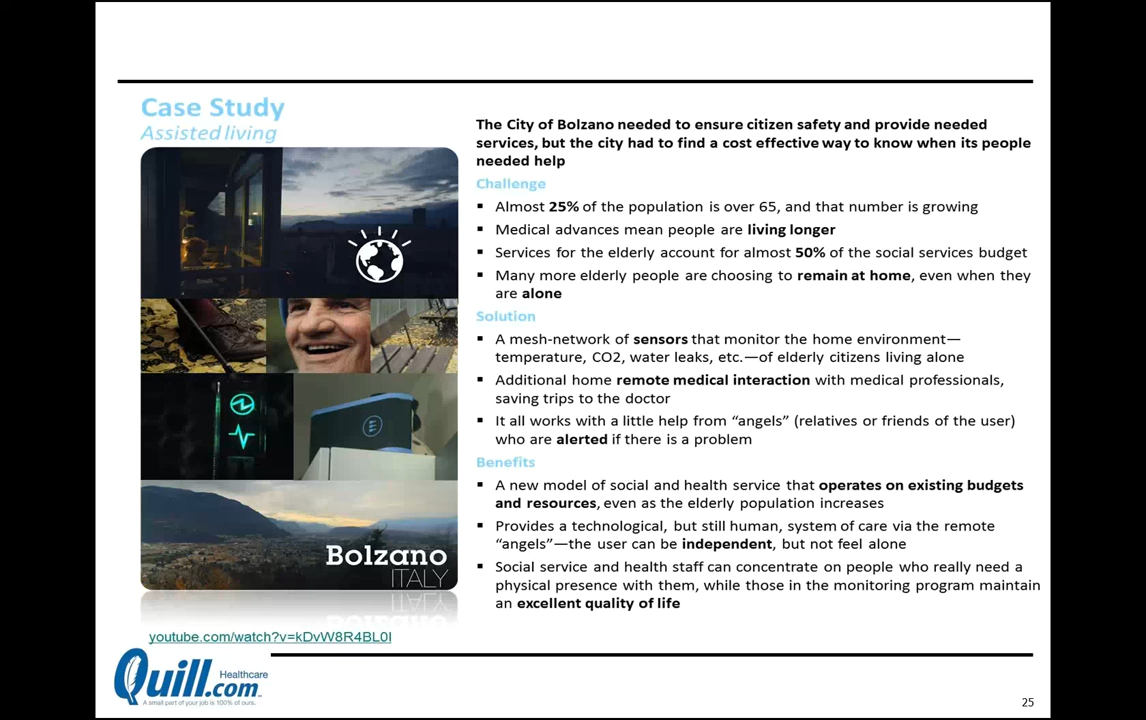 Case Study
Assisted living
The City of Bolzano needed to ensure citizen safety and provide needed
services, but the city had to find a cost effective way to know when its people
needed help
Challenge
▪ Almost 25% of the population is over 65, and that number is growing
▪ Medical advances mean people are living longer
▪ Services for the elderly account for almost 50% of the social services budget
▪ Many more elderly people are choosing to remain at home, even when they
are alone
Solution
▪ A mesh-network of sensors that monitor the home environment—
temperature, CO2, water leaks, etc.—of elderly citizens living alone
▪ Additional home remote medical interaction with medical professionals,
saving trips to the doctor
▪ It all works with a little help from “angels” (relatives or friends of the user)
who are alerted if there is a problem
Benefits
▪ A new model of social and health service that operates on existing budgets
and resources, even as the elderly population increases
▪ Provides a technological, but still human, system of care via the remote
“angels”—the user can be independent, but not feel alone
▪ Social service and health staff can concentrate on people who really need a
physical presence with them, while those in the monitoring program maintain
an excellent quality of life
Bolzano
ITALY
youtube.com/watch?v=kDvW8R4BL0I
Healthcare
Quill.com
A small part of your job is 100% of ours.
25